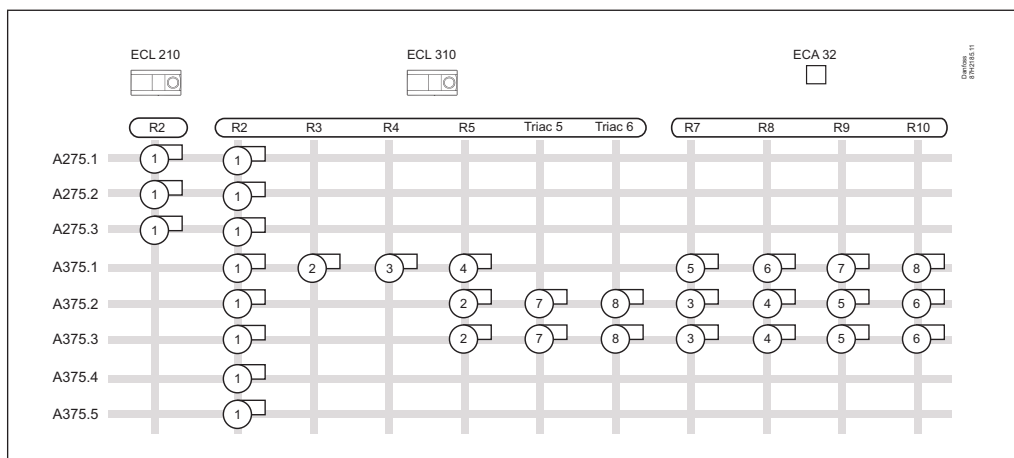 ECL 210 ECL 310 ECA 32
Danfoss
87H2185.11
R2 R2 R3 R4 R5 Triac 5 Triac 6 R7 R8 R9 R10
A275.1 1 1
A275.2 1 1
A275.3 1 1
A375.1 1 2 3 4 5 6 7 8
A375.2 1 2 7 8 3 4 5 6
A375.3 1 2 7 8 3 4 5 6
A375.4 1
A375.5 1